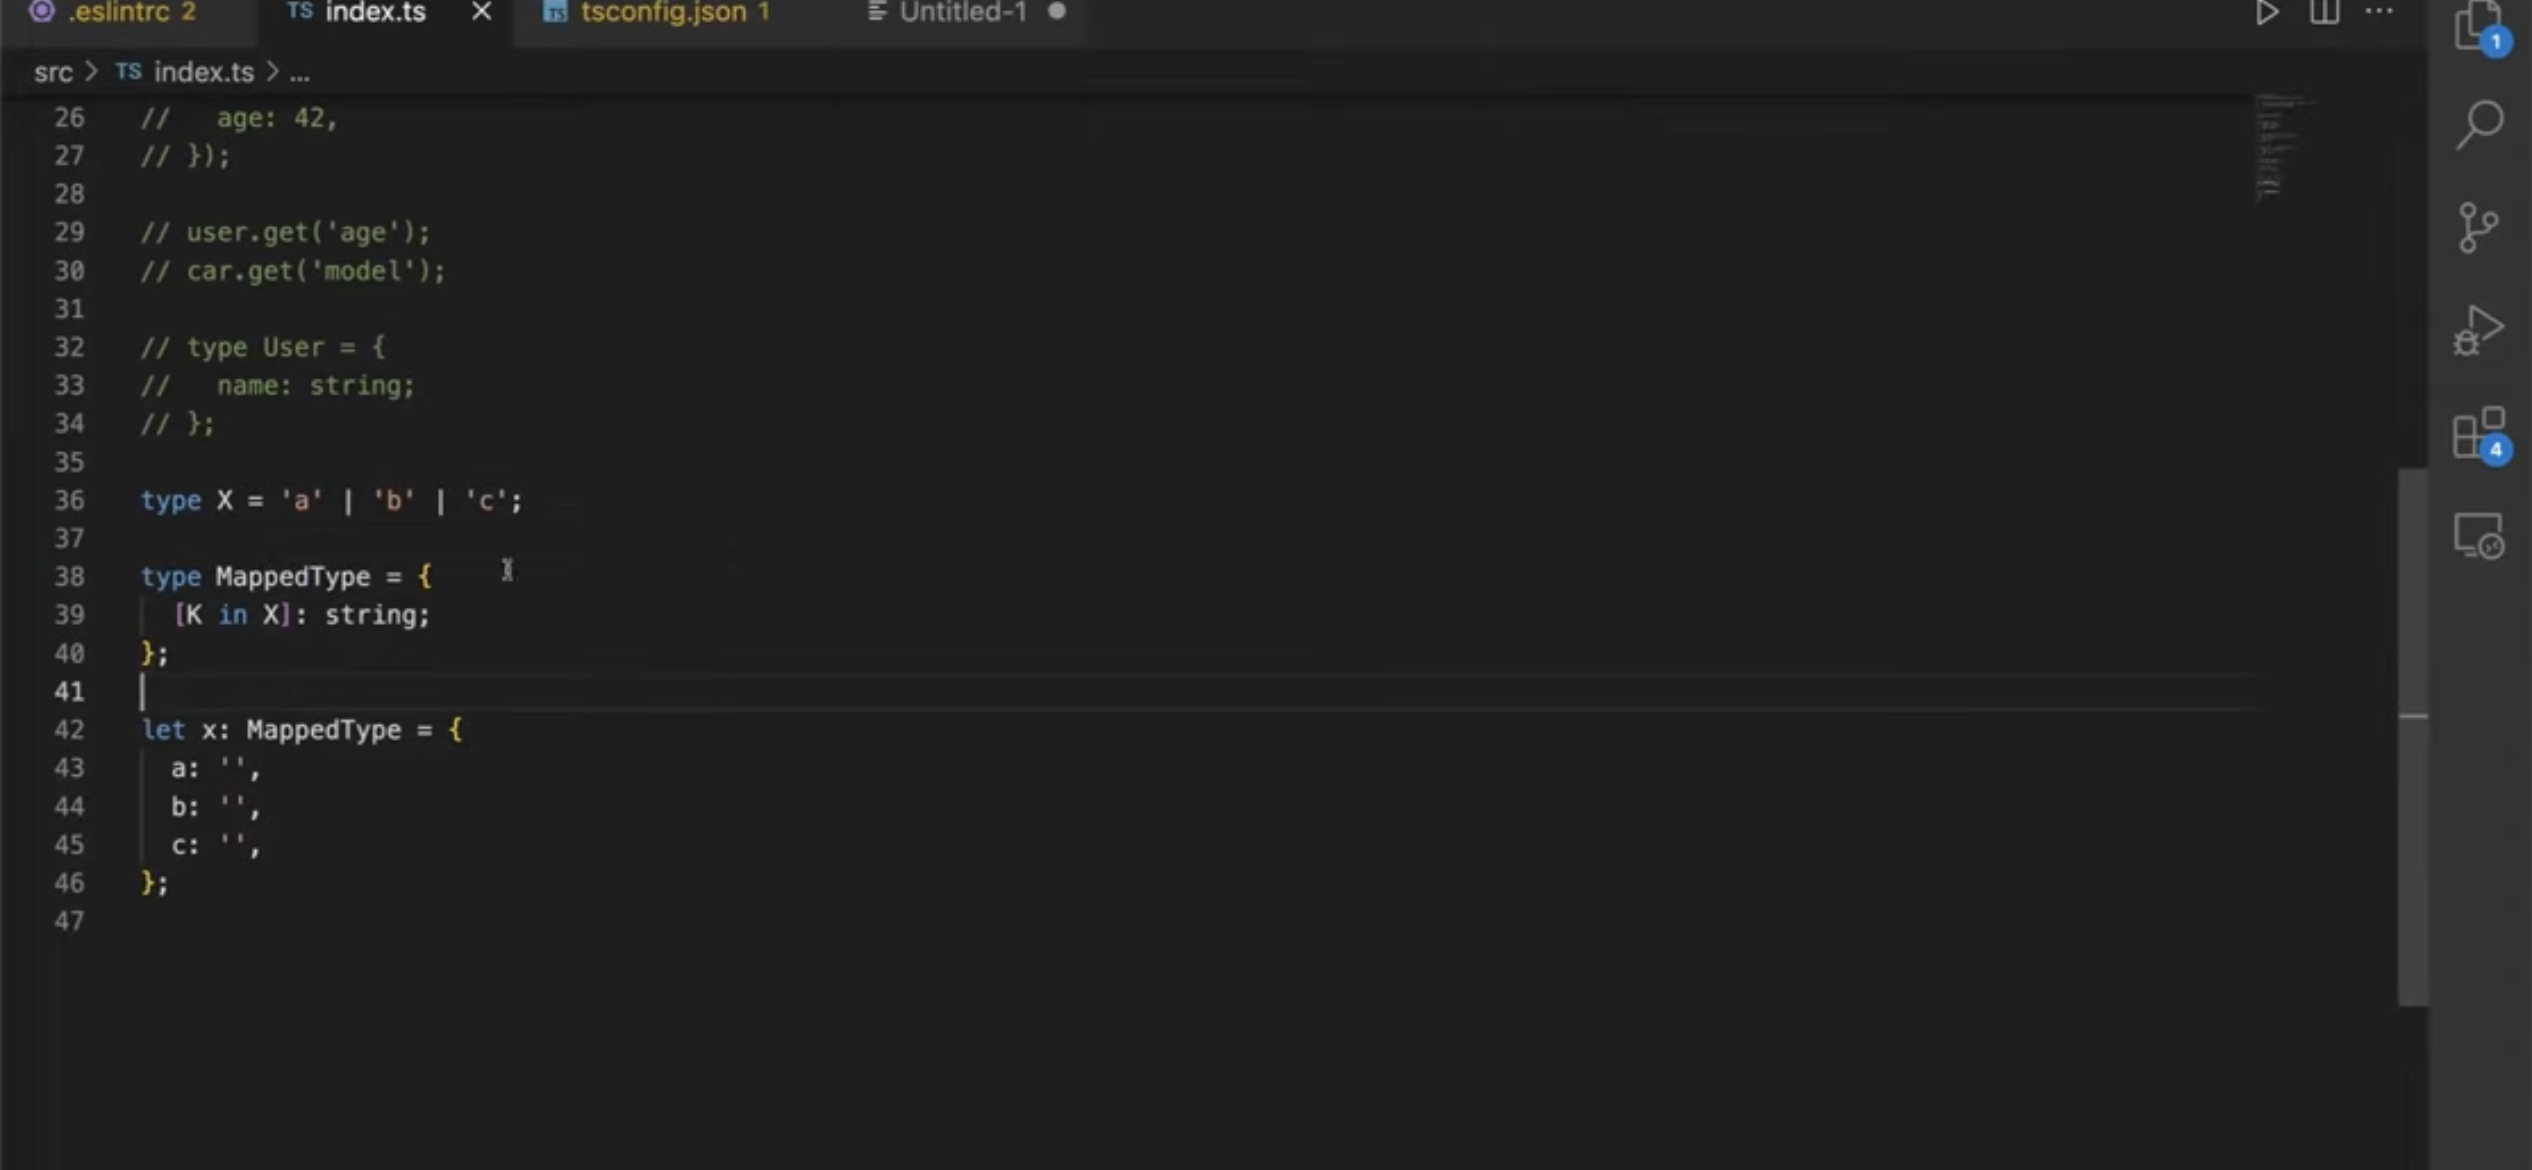 .eslintrc 2 TS index.ts × TS tsconfig.json 1 Untitled-1 ●
src > TS index.ts > ...
1
26 //   age: 42,
27 // });
28
29 // user.get('age');
30 // car.get('model');
31
32 // type User = {
33 //   name: string;
34 // };
35
4
36 type X = 'a' | 'b' | 'c';
37
38 type MappedType = {
39   [K in X]: string;
40 };
41
42 let x: MappedType = {
43   a: '',
44   b: '',
45   c: '',
46 };
47